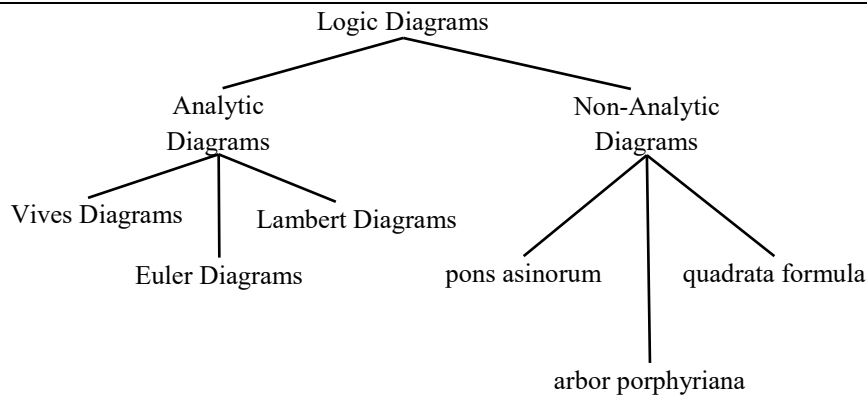 Logic Diagrams
Analytic
Diagrams
Non-Analytic
Diagrams
Vives Diagrams
Lambert Diagrams
Euler Diagrams
pons asinorum
quadrata formula
arbor porphyriana